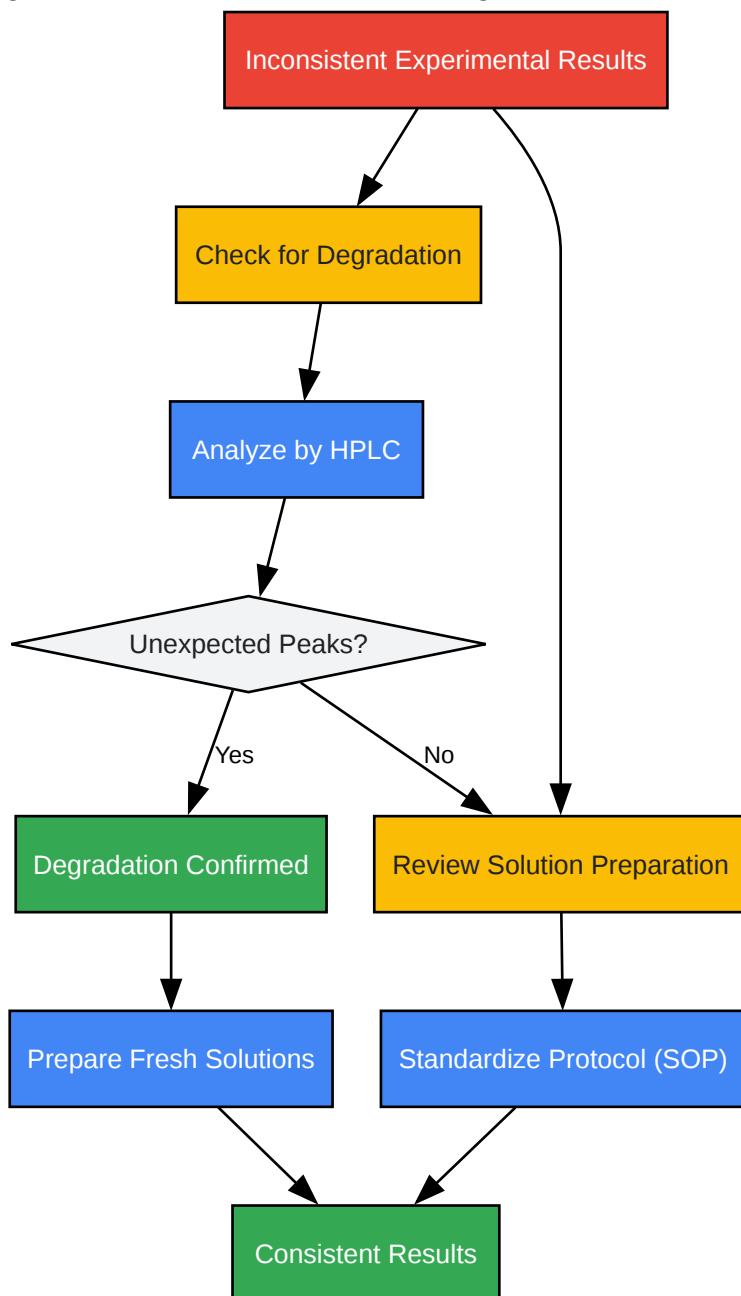 Inconsistent Experimental Results
Check for Degradation
Analyze by HPLC
Unexpected Peaks?
Yes
No
Degradation Confirmed
Review Solution Preparation
Prepare Fresh Solutions
Standardize Protocol (SOP)
Consistent Results